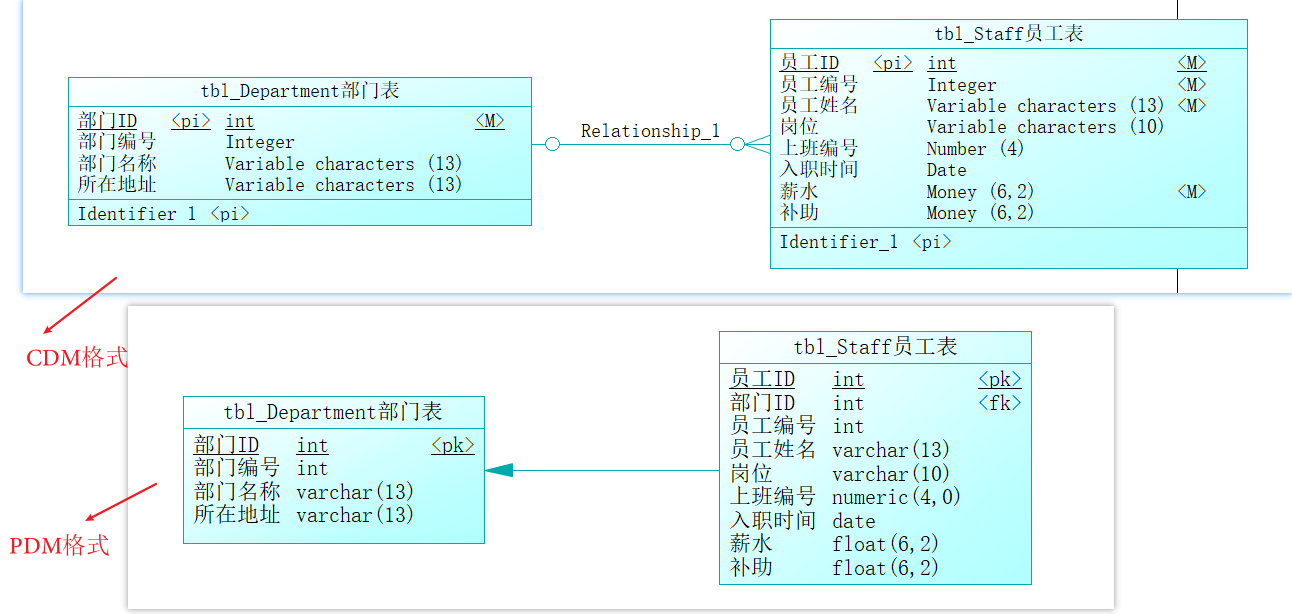 tbl_Staff员工表
员工ID <pi> int <M>
员工编号 Integer <M>
员工姓名 Variable characters (13) <M>
岗位 Variable characters (10)
上班编号 Number (4)
入职时间 Date
薪水 Money (6,2) <M>
补助 Money (6,2)
Identifier_1 <pi>
tbl_Department部门表
部门ID <pi> int <M>
部门编号 Integer
部门名称 Variable characters (13)
所在地址 Variable characters (13)
Identifier 1 <pi>
Relationship_1
CDM格式
tbl_Staff员工表
员工ID int <pk>
部门ID int <fk>
员工编号 int
员工姓名 varchar(13)
岗位 varchar(10)
上班编号 numeric(4,0)
入职时间 date
薪水 float(6,2)
补助 float(6,2)
tbl_Department部门表
部门ID int <pk>
部门编号 int
部门名称 varchar(13)
所在地址 varchar(13)
PDM格式